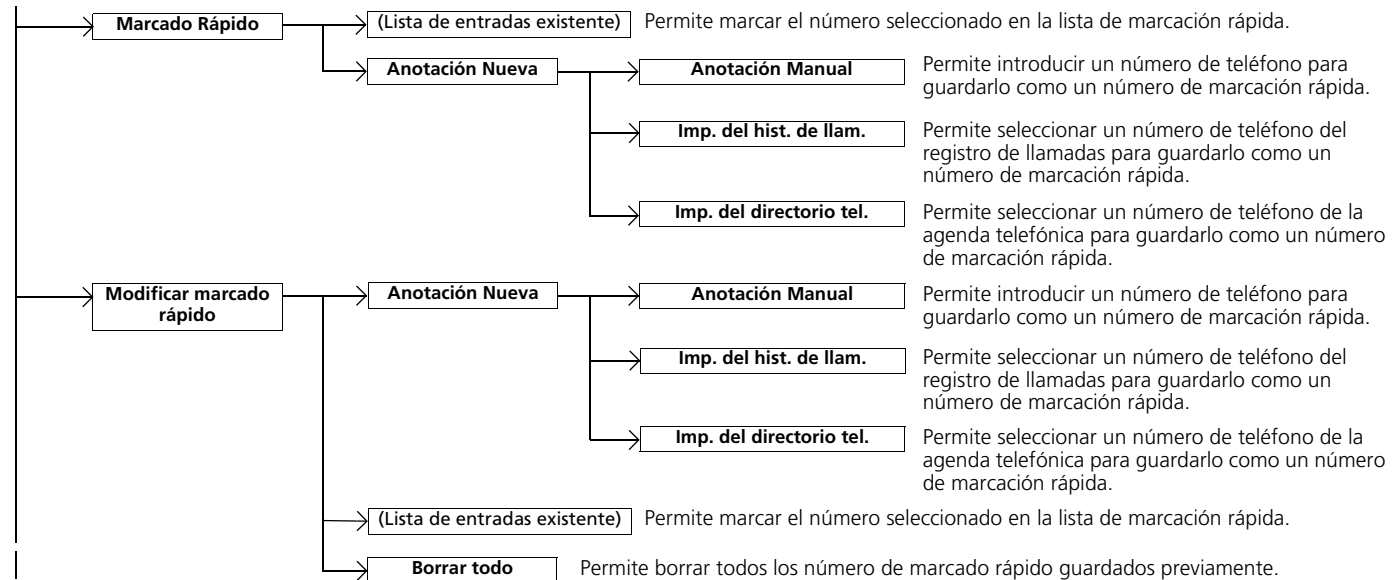 Marcado Rápido
(Lista de entradas existente)
Permite marcar el número seleccionado en la lista de marcación rápida.
Anotación Nueva
Anotación Manual
Permite introducir un número de teléfono para
guardarlo como un número de marcación rápida.
Imp. del hist. de llam.
Permite seleccionar un número de teléfono del
registro de llamadas para guardarlo como un
número de marcación rápida.
Imp. del directorio tel.
Permite seleccionar un número de teléfono de la
agenda telefónica para guardarlo como un número
de marcación rápida.
Modificar marcado
rápido
Anotación Nueva
Anotación Manual
Permite introducir un número de teléfono para
guardarlo como un número de marcación rápida.
Imp. del hist. de llam.
Permite seleccionar un número de teléfono del
registro de llamadas para guardarlo como un
número de marcación rápida.
Imp. del directorio tel.
Permite seleccionar un número de teléfono de la
agenda telefónica para guardarlo como un número
de marcación rápida.
(Lista de entradas existente)
Permite marcar el número seleccionado en la lista de marcación rápida.
Borrar todo
Permite borrar todos los número de marcado rápido guardados previamente.